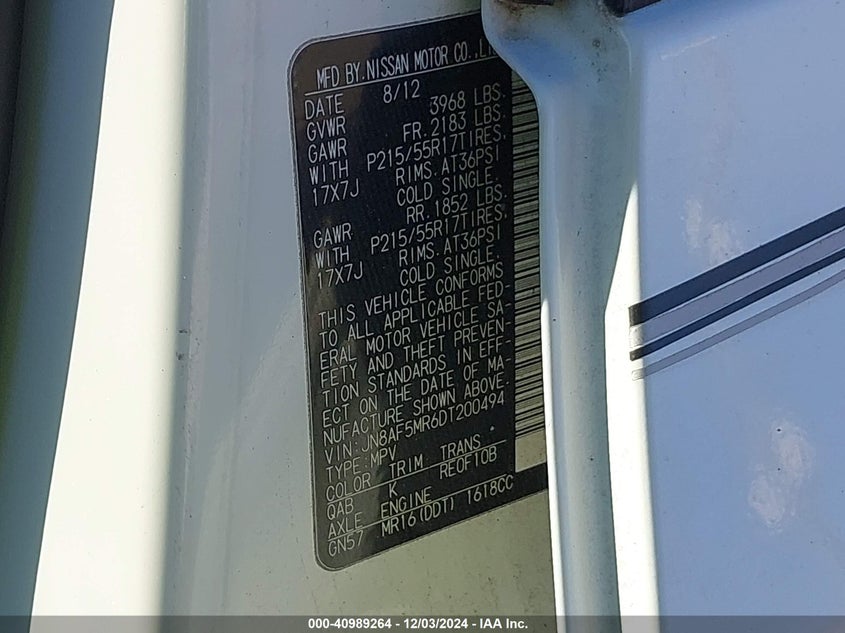 MFD BY NISSAN MOTOR CO.,LT
DATE 8/12
GVWR 3968 LBS.
GAWR FR.2183 LBS.
WITH P215/55R17TIRES,
17X7J RIMS.AT36PSI
COLD SINGLE.
GAWR RR.1852 LBS.
WITH P215/55R17TIRES,
17X7J RIMS.AT36PSI
COLD SINGLE.
THIS VEHICLE CONFORMS
TO ALL APPLICABLE FED-
ERAL MOTOR VEHICLE SA-
FETY AND THEFT PREVEN-
TION STANDARDS IN EFF-
ECT ON THE DATE OF MA-
NUFACTURE SHOWN ABOVE.
VIN:JN8AF5MR6DT200494
TYPE:MPV
COLOR TRIM TRANS
QAB K RE0F10B
AXLE ENGINE
GN57 MR16(DDT) 1618CC
000-40989264 - 12/03/2024 - IAA Inc.